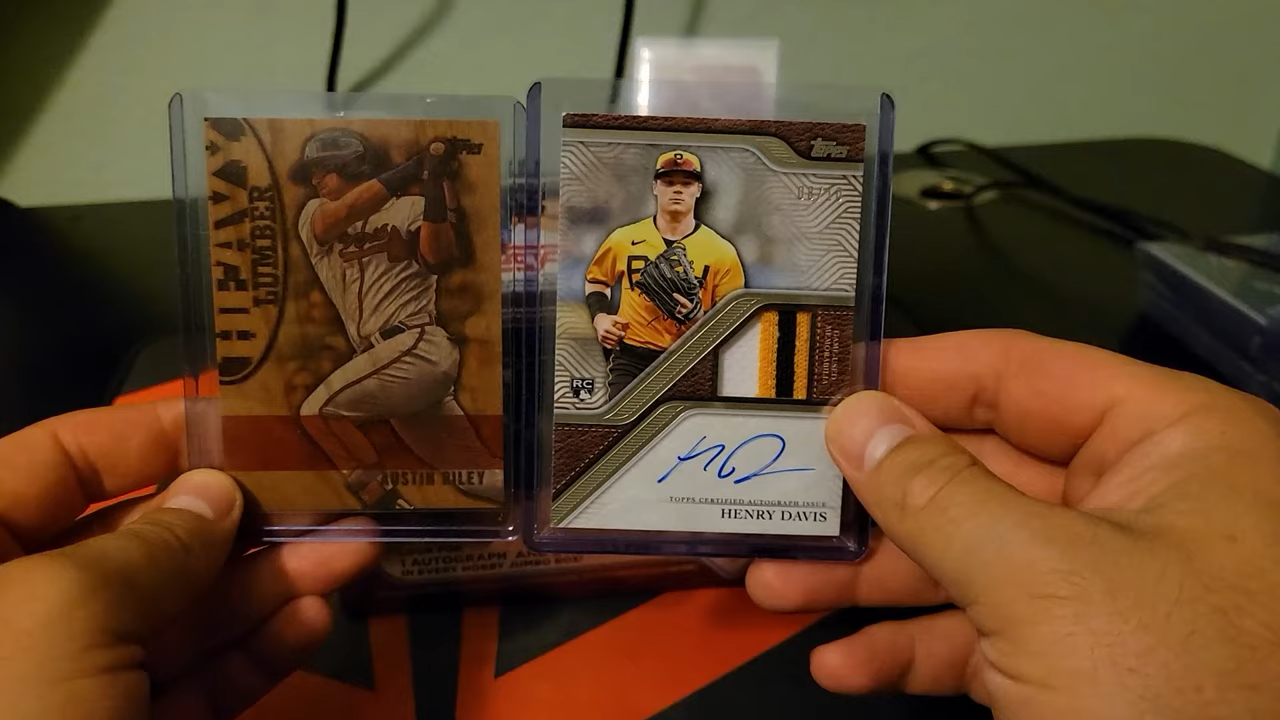 HEAVY
LUMBER
Topps
AUSTIN RILEY
Topps
RC
TOPPS CERTIFIED AUTOGRAPH ISSUE
HENRY DAVIS
1 AUTOGRAPH
IN EVERY HOBBY JUMBO BOX!